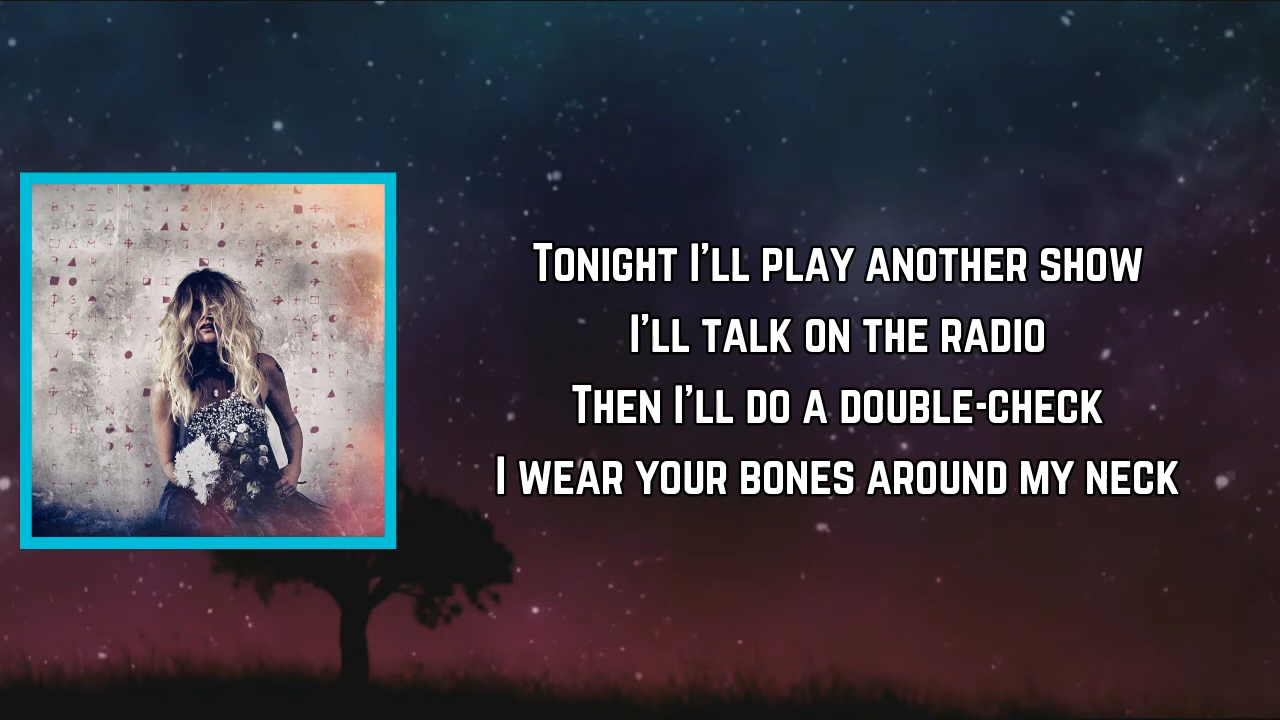 Tonight I'll play another show
I'll talk on the radio
Then I'll do a double-check
I wear your bones around my neck